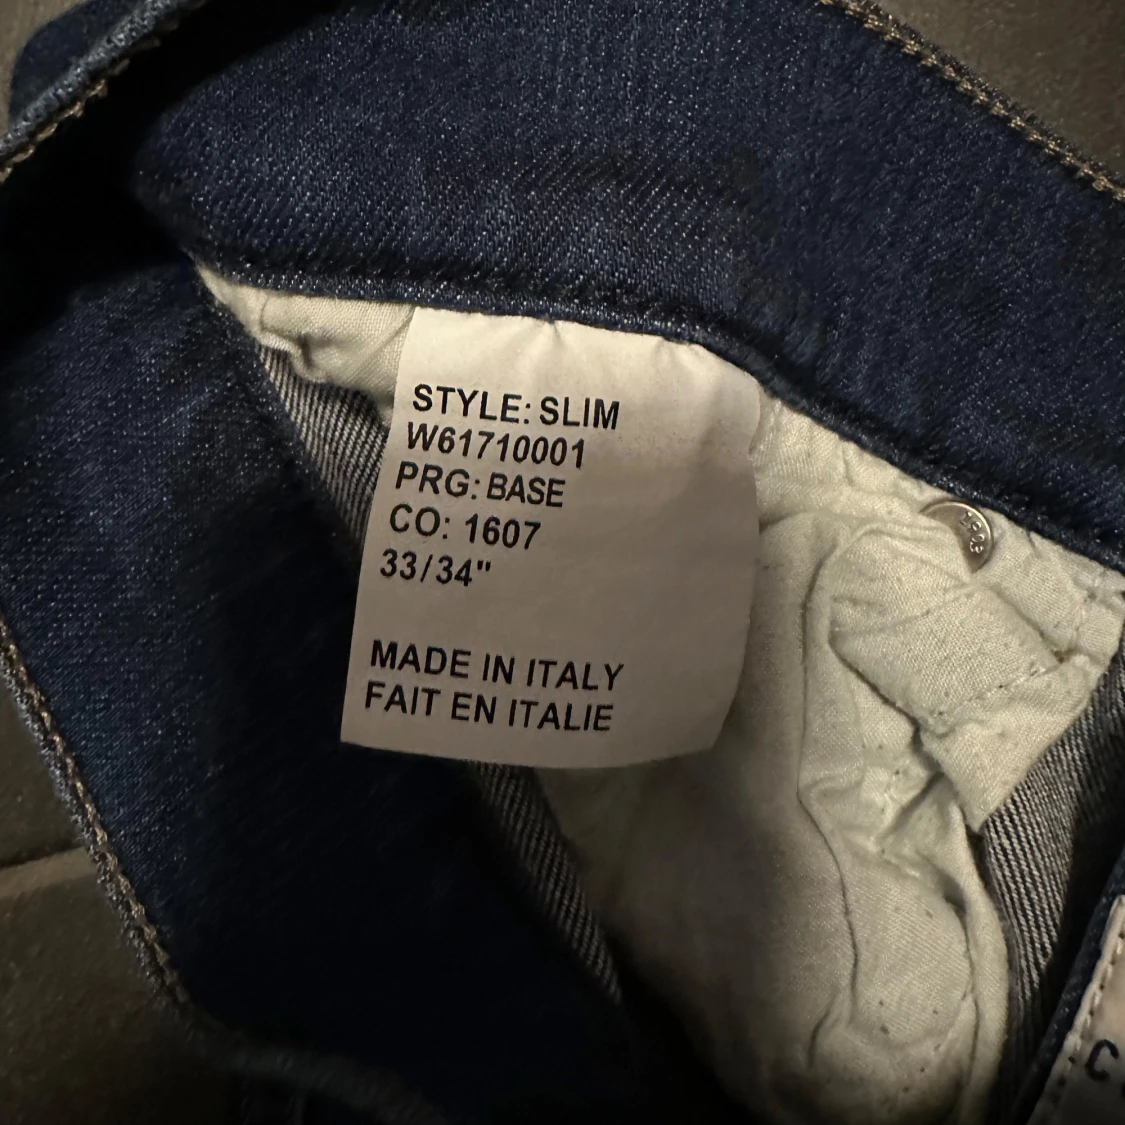 STYLE: SLIM
W61710001
PRG: BASE
CO: 1607
33/34"
MADE IN ITALY
FAIT EN ITALIE
C